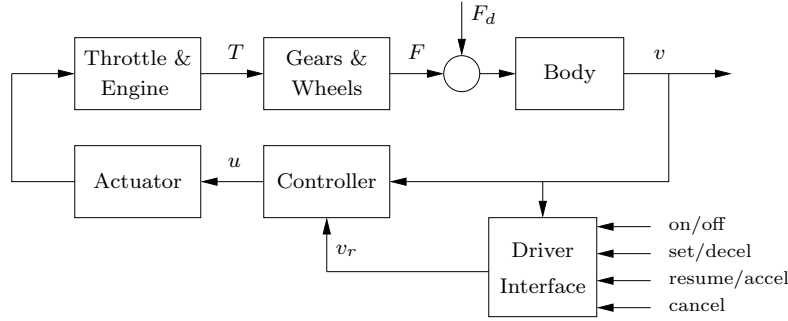 F_d
Throttle &
Engine
T
Gears &
Wheels
F
Body
v
Actuator
u
Controller
v_r
Driver
Interface
on/off
set/decel
resume/accel
cancel